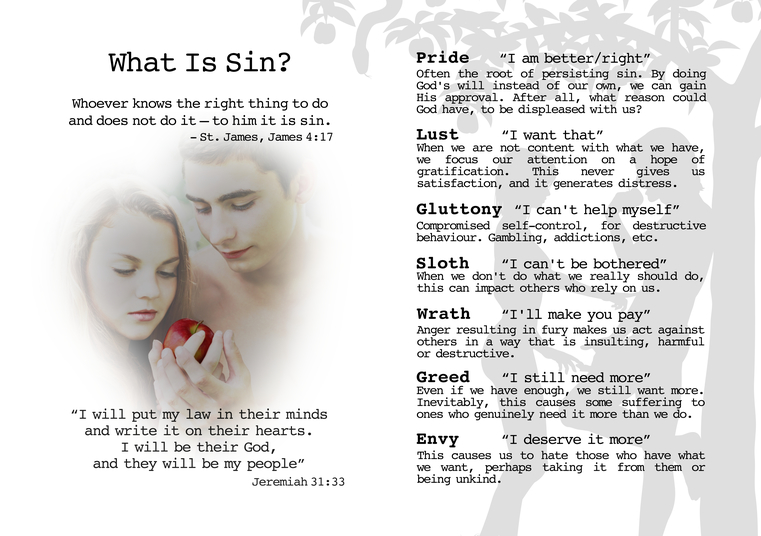 What Is Sin?
Whoever knows the right thing to do
and does not do it — to him it is sin.
- St. James, James 4:17
“I will put my law in their minds
and write it on their hearts.
I will be their God,
and they will be my people”
Jeremiah 31:33
Pride “I am better/right”
Often the root of persisting sin. By doing
God's will instead of our own, we can gain
His approval. After all, what reason could
God have, to be displeased with us?
Lust “I want that”
When we are not content with what we have,
we focus our attention on a hope of
gratification. This never gives us
satisfaction, and it generates distress.
Gluttony “I can't help myself”
Compromised self-control, for destructive
behaviour. Gambling, addictions, etc.
Sloth “I can't be bothered”
When we don't do what we really should do,
this can impact others who rely on us.
Wrath “I'll make you pay”
Anger resulting in fury makes us act against
others in a way that is insulting, harmful
or destructive.
Greed “I still need more”
Even if we have enough, we still want more.
Inevitably, this causes some suffering to
ones who genuinely need it more than we do.
Envy “I deserve it more”
This causes us to hate those who have what
we want, perhaps taking it from them or
being unkind.